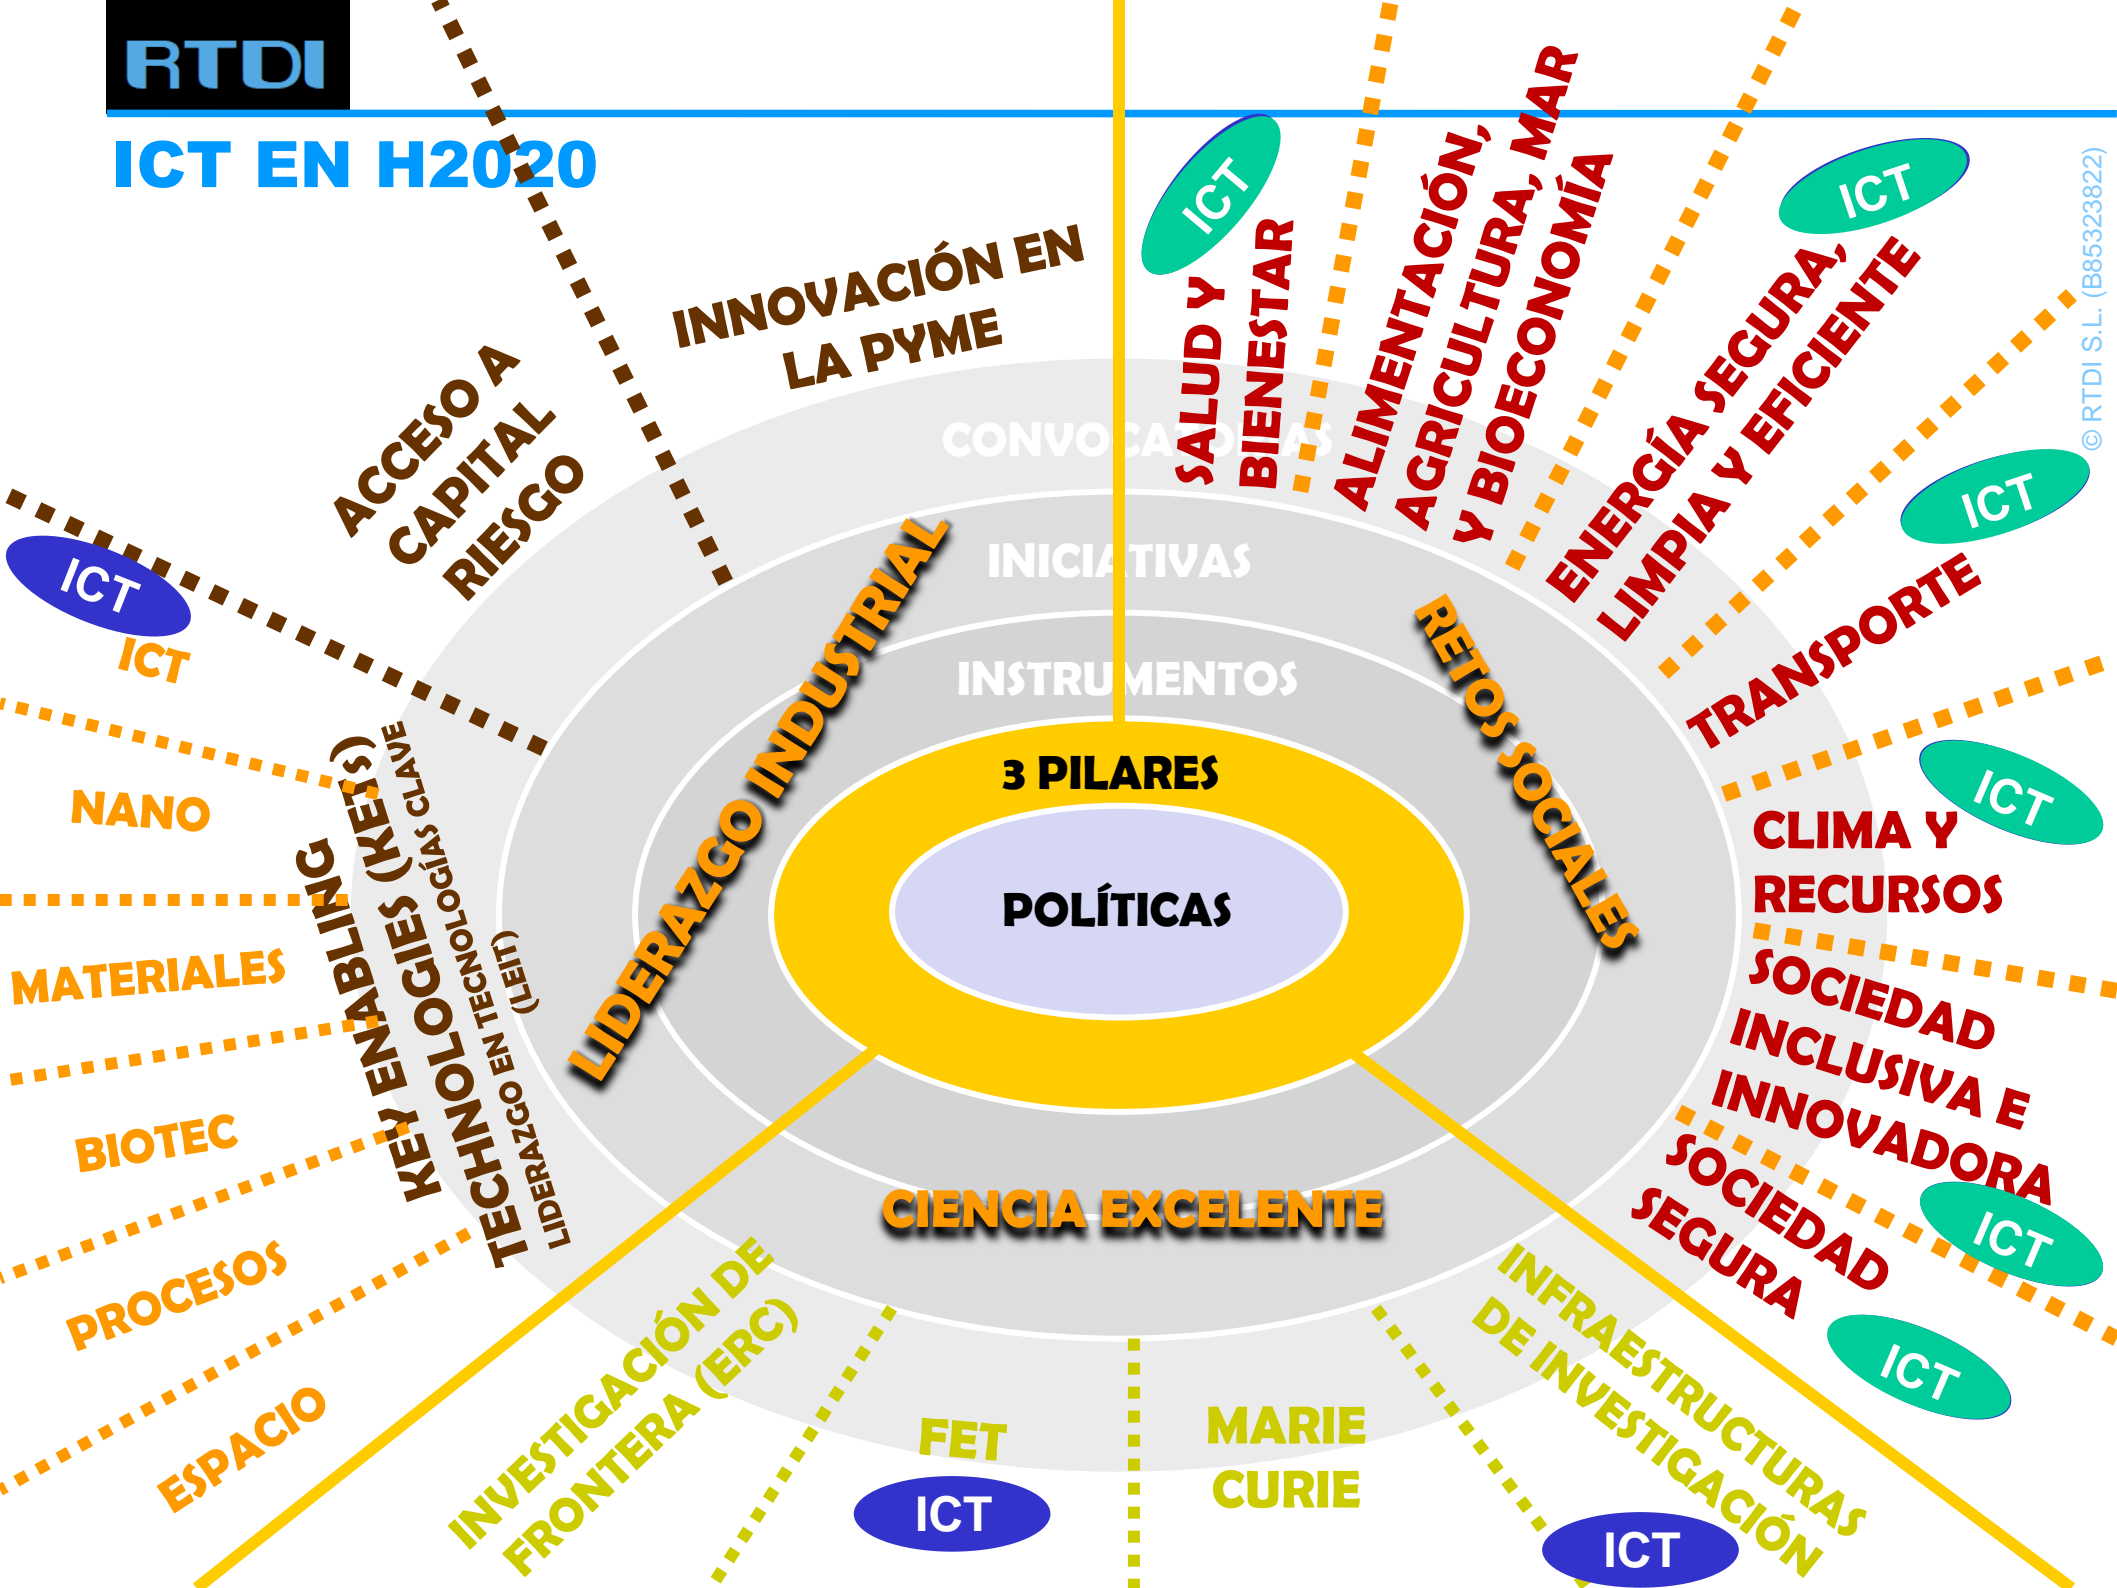 RTDI
ICT EN H2020
© RTDI S.L. (B85323822)
INNOVACIÓN EN
LA PYME
ACCESO A
CAPITAL
RIESGO
ICT
ICT
NANO
MATERIALES
BIOTEC
PROCESOS
ESPACIO
KEY ENABLING
TECHNOLOGIES (KETs)
LIDERAZGO EN TECNOLOGÍAS CLAVE
(LEIT)
CONVOCATORIAS
INICIATIVAS
INSTRUMENTOS
3 PILARES
POLÍTICAS
LIDERAZGO INDUSTRIAL
RETOS SOCIALES
CIENCIA EXCELENTE
ICT
SALUD Y
BIENESTAR
ALIMENTACIÓN,
AGRICULTURA, MAR
Y BIOECONOMÍA
ICT
ENERGÍA SEGURA,
LIMPIA Y EFICIENTE
ICT
TRANSPORTE
ICT
CLIMA Y
RECURSOS
SOCIEDAD
INCLUSIVA E
INNOVADORA
ICT
SOCIEDAD
SEGURA
ICT
INVESTIGACIÓN DE
FRONTERA (ERC)
FET
ICT
MARIE
CURIE
INFRAESTRUCTURAS
DE INVESTIGACIÓN
ICT